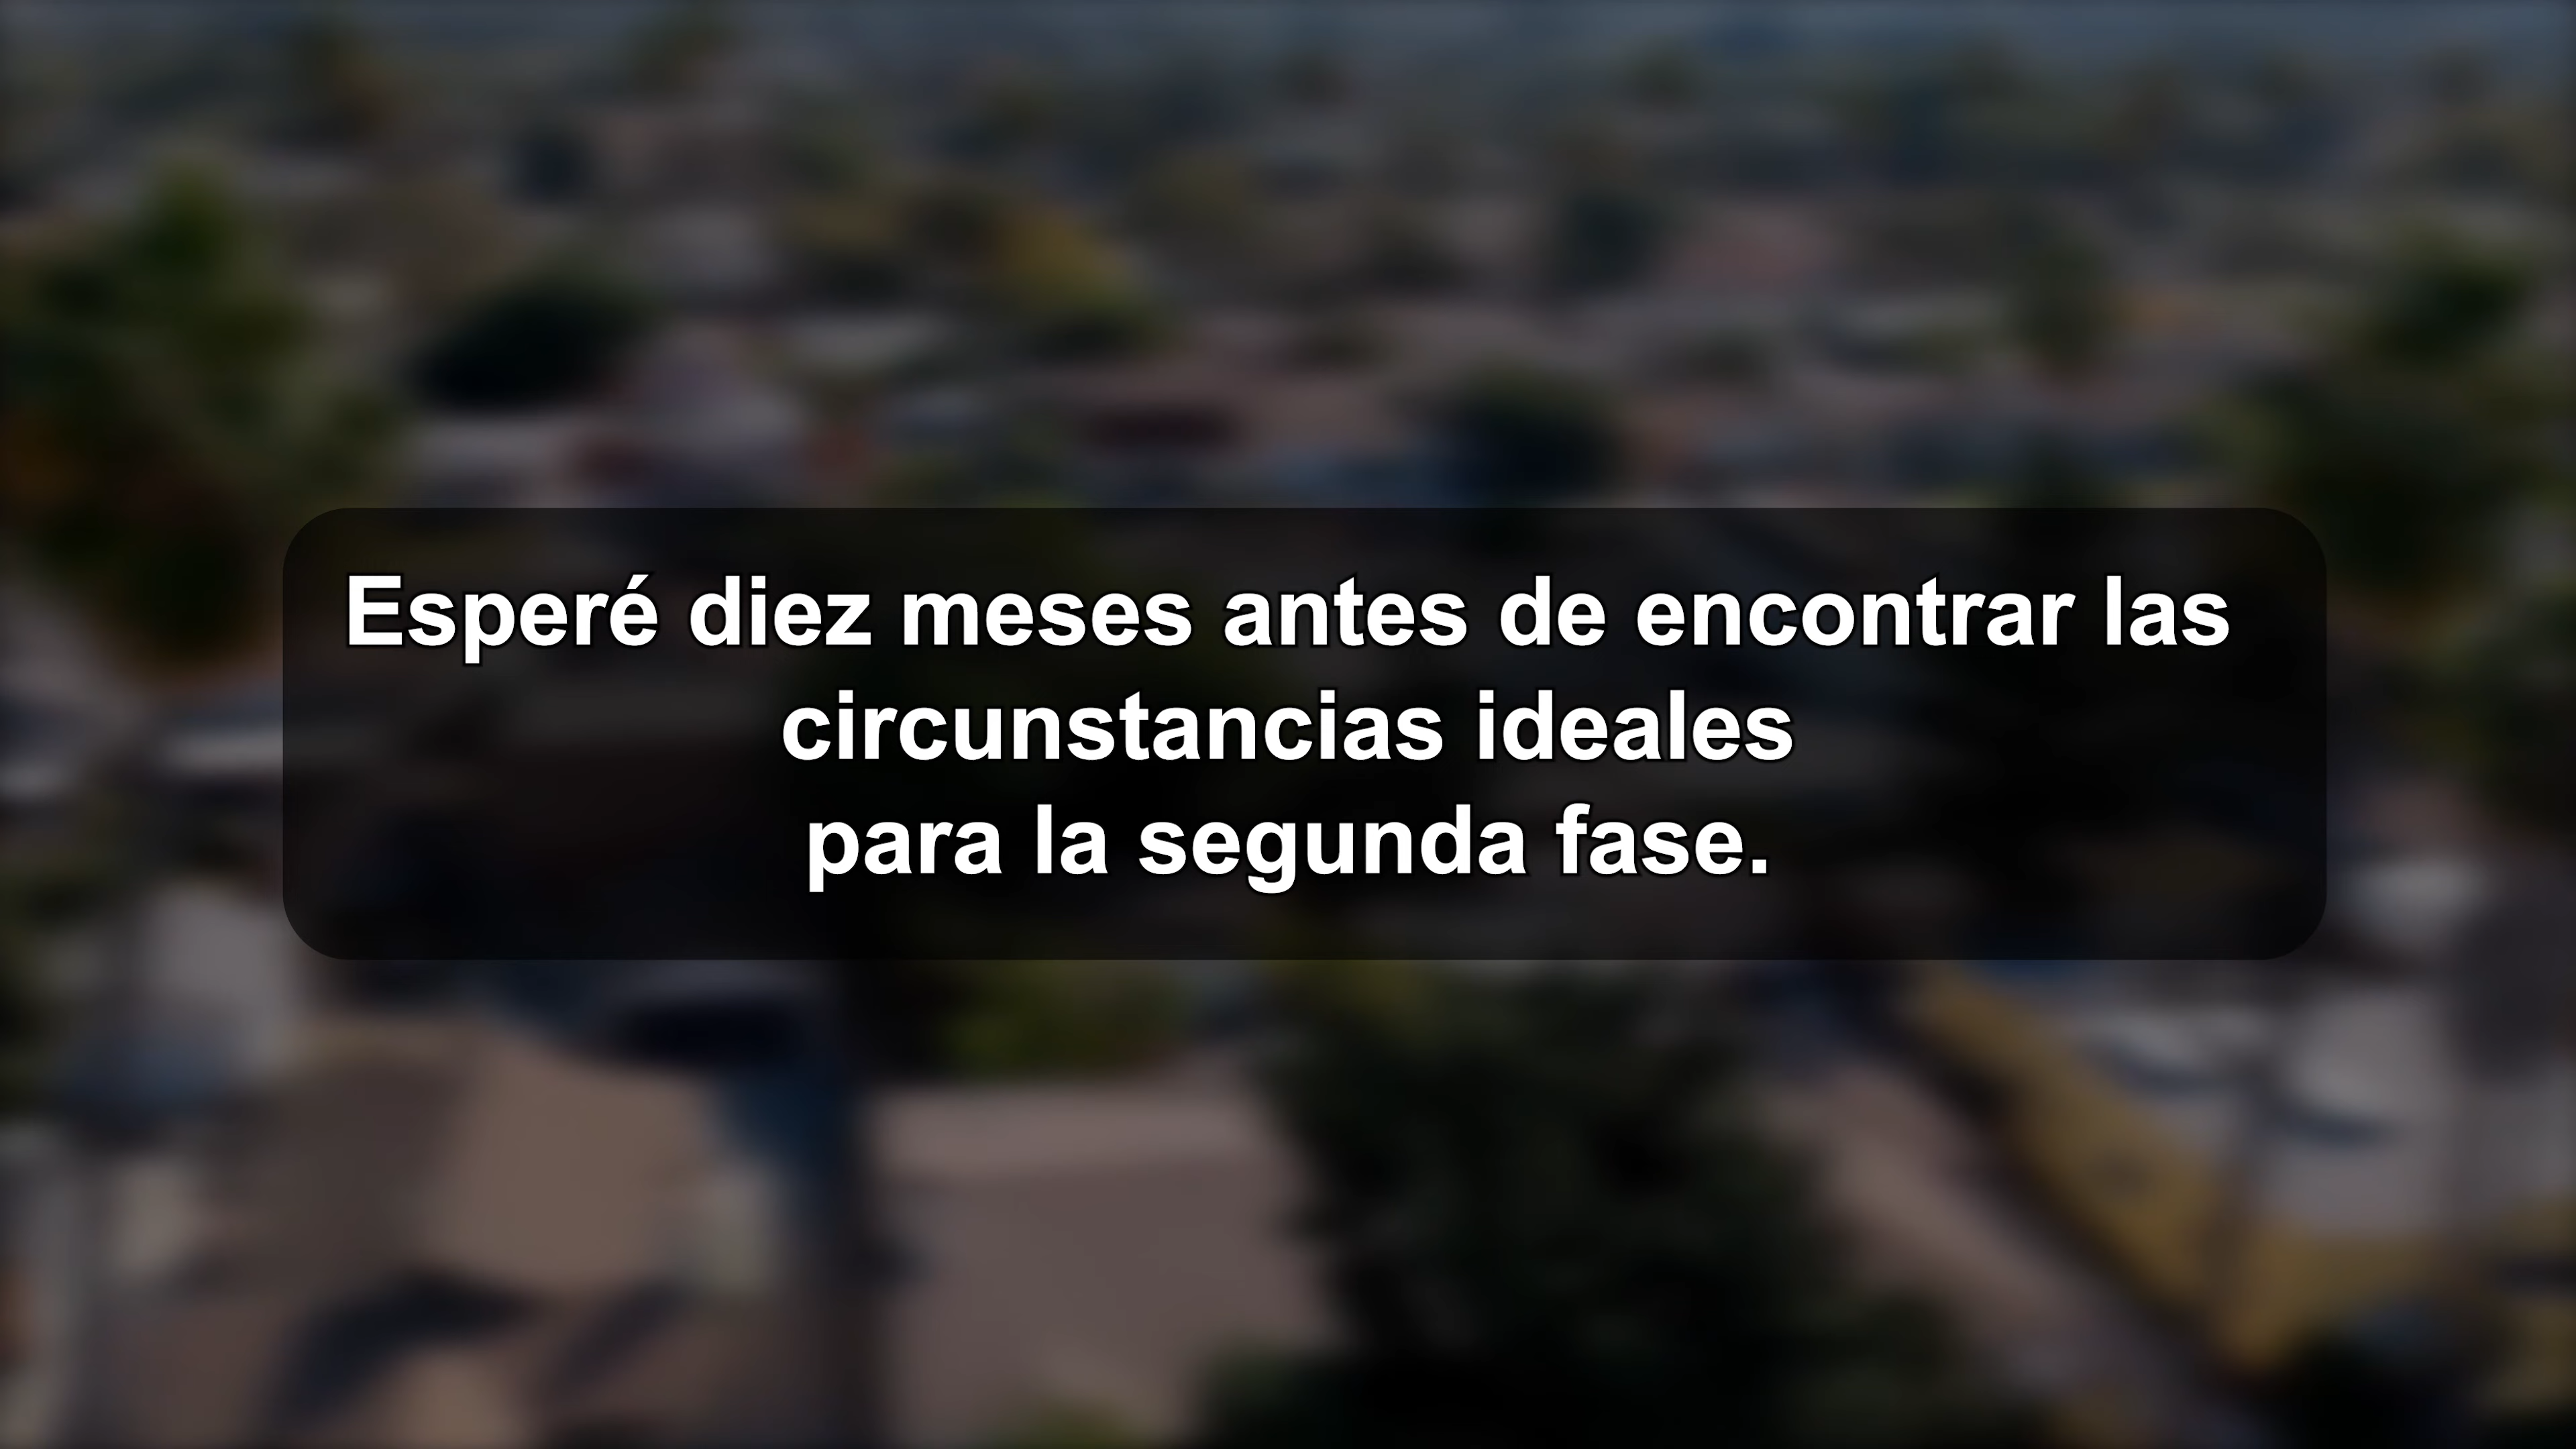 Esperé diez meses antes de encontrar las
circunstancias ideales
para la segunda fase.